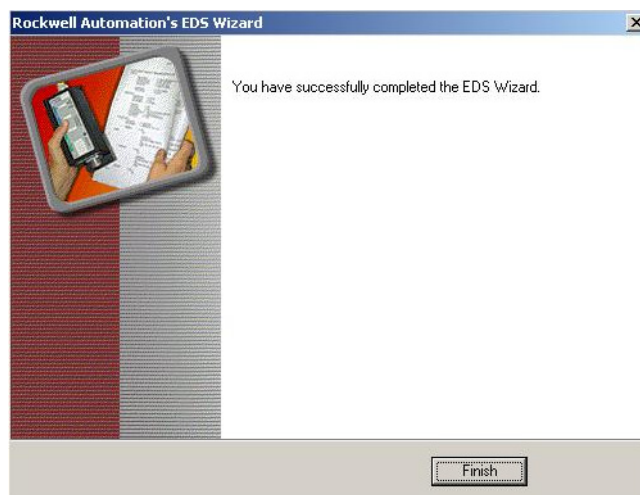 Rockwell Automation's EDS Wizard
You have successfully completed the EDS Wizard.
Finish